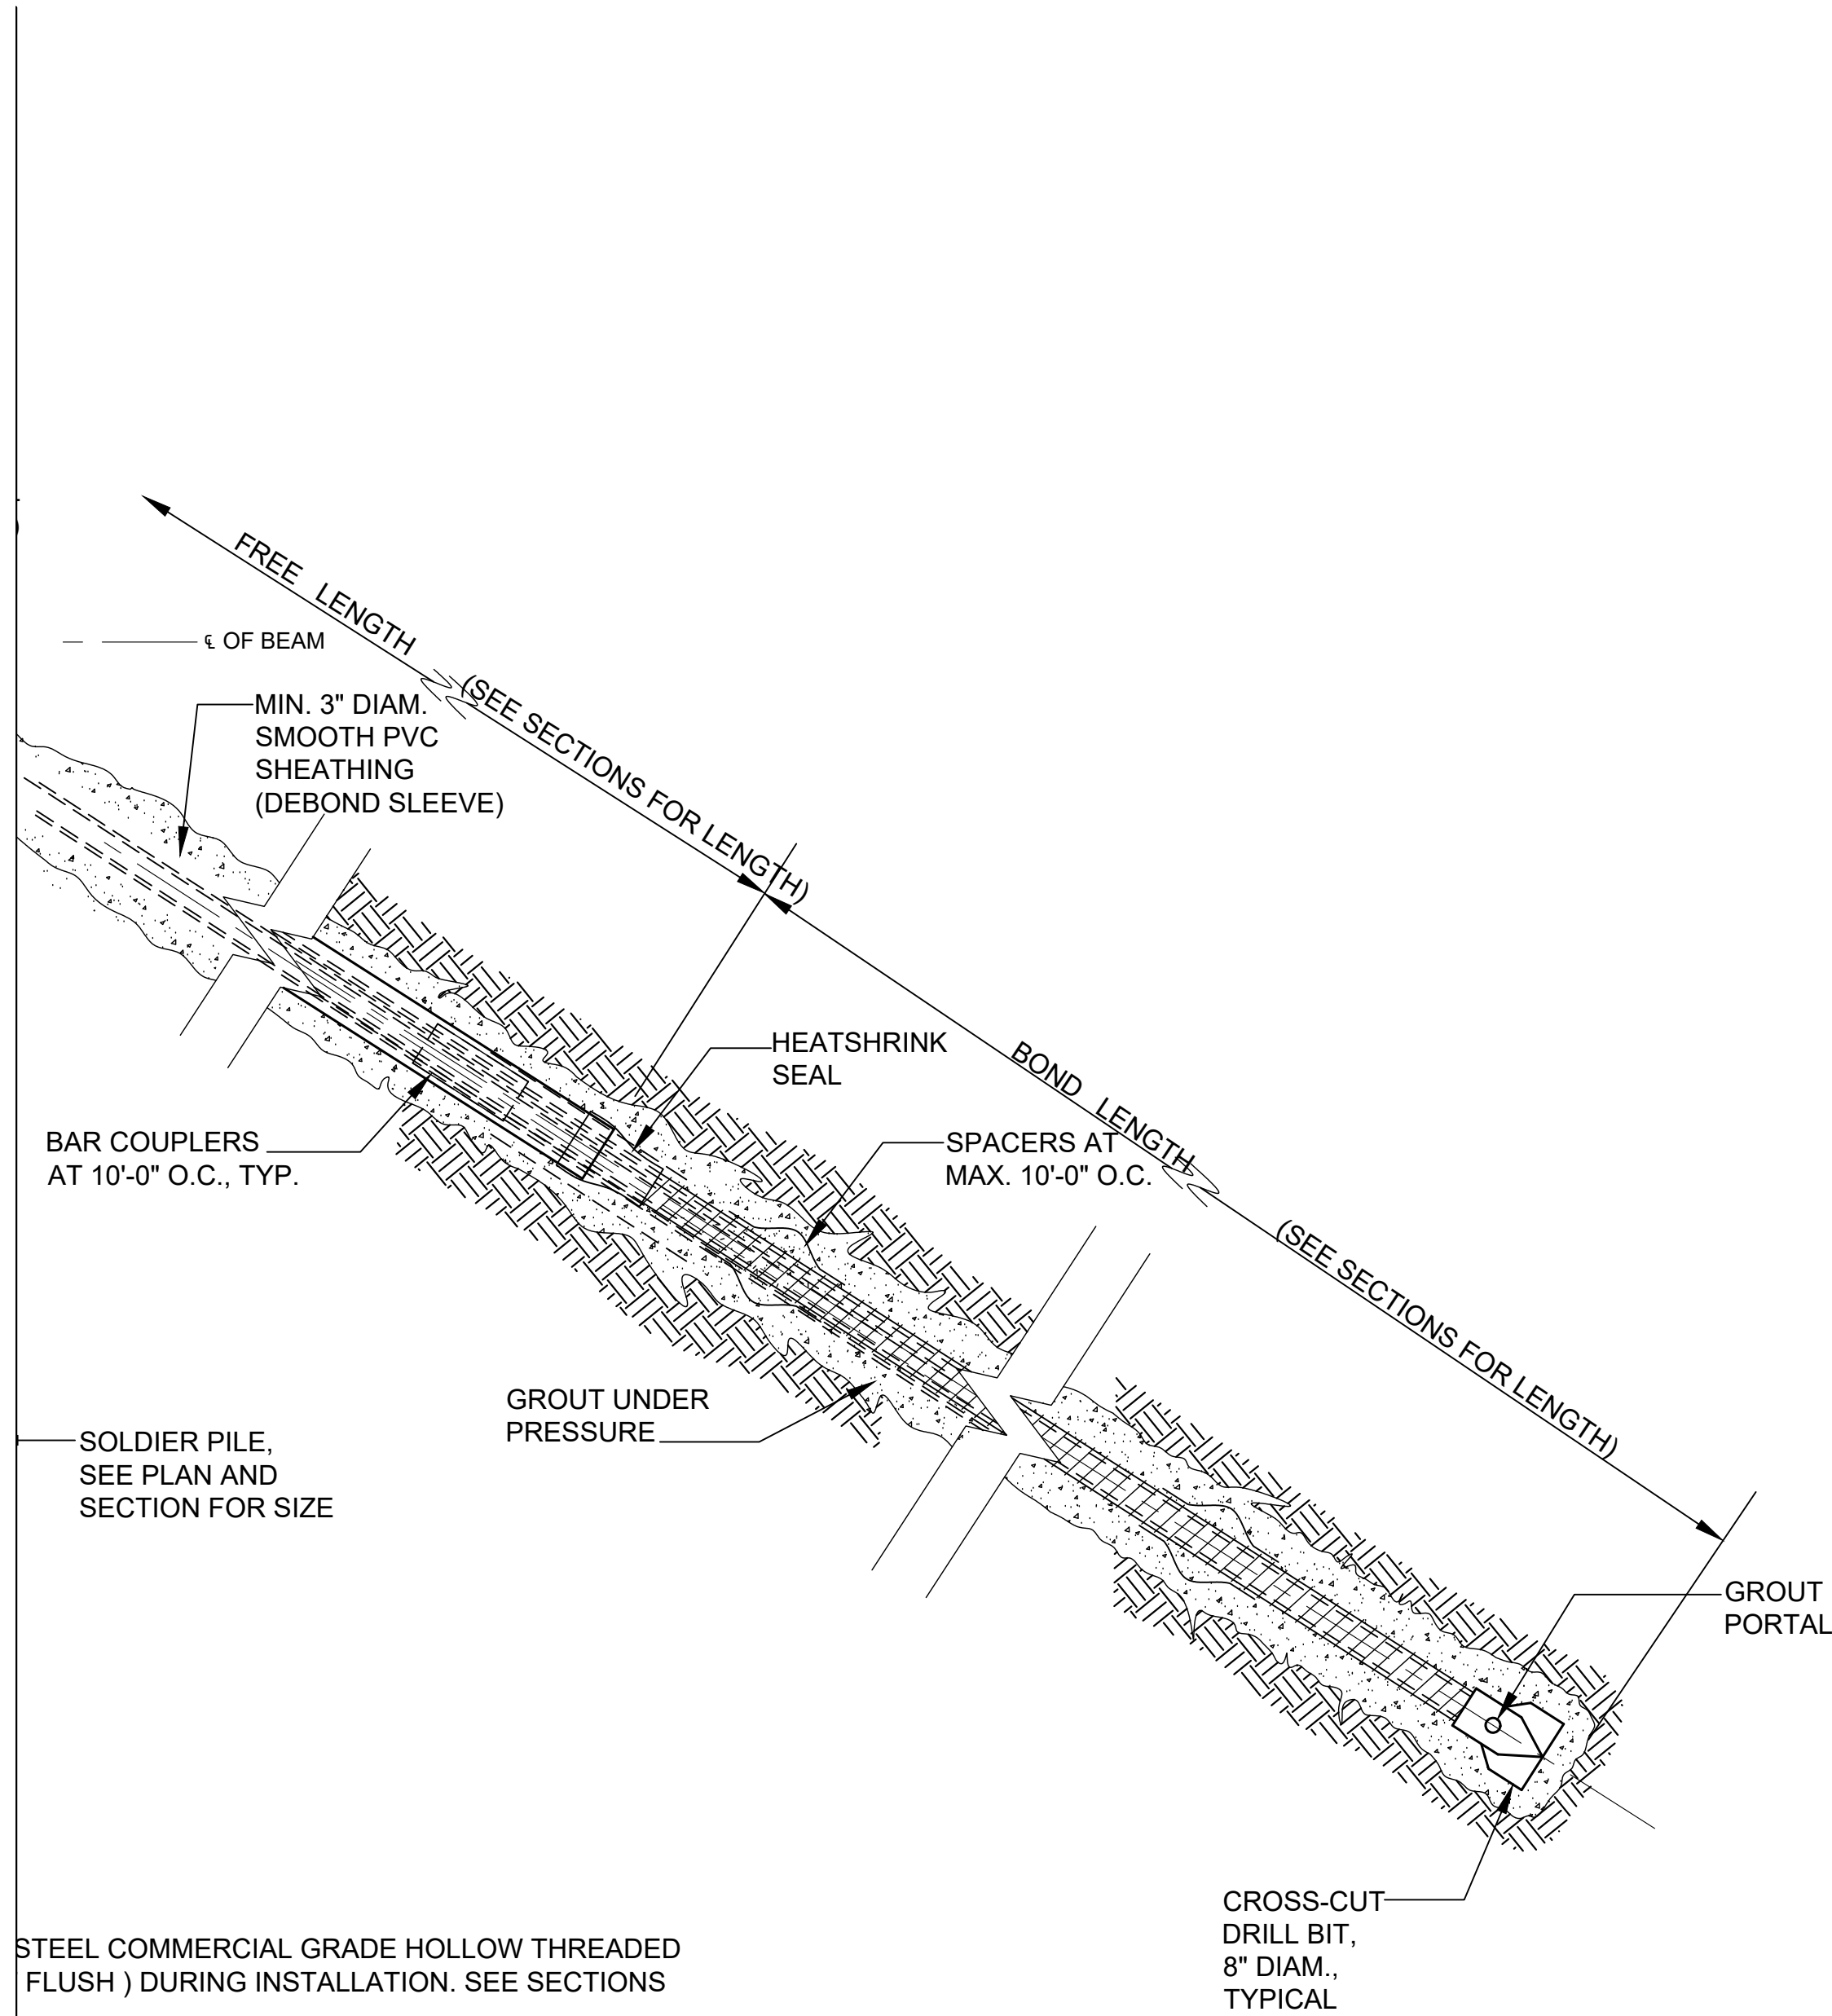 FREE LENGTH
(SEE SECTIONS FOR LENGTH)
℄ OF BEAM
MIN. 3" DIAM.
SMOOTH PVC
SHEATHING
(DEBOND SLEEVE)
HEATSHRINK
SEAL
BOND LENGTH
(SEE SECTIONS FOR LENGTH)
BAR COUPLERS
AT 10'-0" O.C., TYP.
SPACERS AT
MAX. 10'-0" O.C.
GROUT UNDER
PRESSURE
SOLDIER PILE,
SEE PLAN AND
SECTION FOR SIZE
GROUT
PORTAL
CROSS-CUT
DRILL BIT,
8" DIAM.,
TYPICAL
STEEL COMMERCIAL GRADE HOLLOW THREADED
FLUSH ) DURING INSTALLATION. SEE SECTIONS